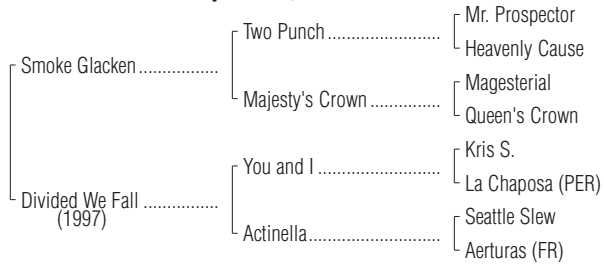 Mr. Prospector
Two Punch........................
Heavenly Cause
Smoke Glacken................
Magesterial
Majesty's Crown ...............
Queen's Crown
Kris S.
You and I ..........................
La Chaposa (PER)
Divided We Fall ................
(1997)
Seattle Slew
Actinella............................
Aerturas (FR)